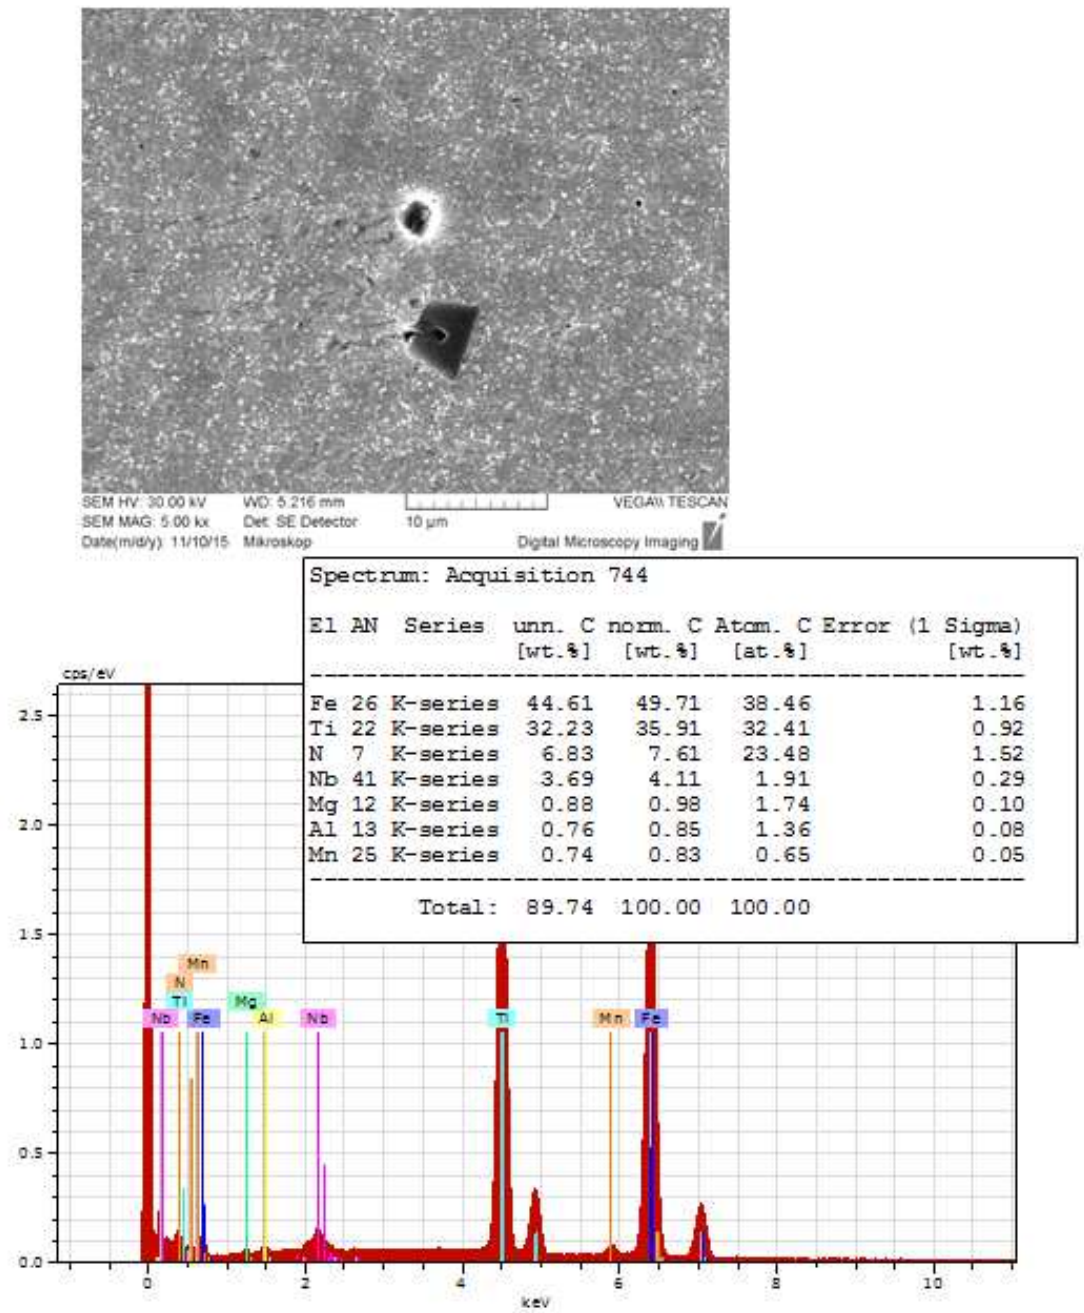 SEM HV: 30.00 kV WD: 5.216 mm VEGA\\ TESCAN
SEM MAG: 5.00 kx Det: SE Detector 10 µm
Date(m/d/y): 11/10/15 Mikroskop Digital Microscopy Imaging
Spectrum: Acquisition 744
El AN Series unn. C norm. C Atom. C Error (1 Sigma)
[wt.%] [wt.%] [at.%] [wt.%]
Fe 26 K-series 44.61 49.71 38.46 1.16
Ti 22 K-series 32.23 35.91 32.41 0.92
N 7 K-series 6.83 7.61 23.48 1.52
Nb 41 K-series 3.69 4.11 1.91 0.29
Mg 12 K-series 0.88 0.98 1.74 0.10
Al 13 K-series 0.76 0.85 1.36 0.08
Mn 25 K-series 0.74 0.83 0.65 0.05
Total: 89.74 100.00 100.00
cps/eV
2.5
2.0
1.5
1.0
0.5
0.0
Mn
N
Ti Mg
Nb Fe Al Nb Ti Mn Fe
0 2 4 6 8 10
keV